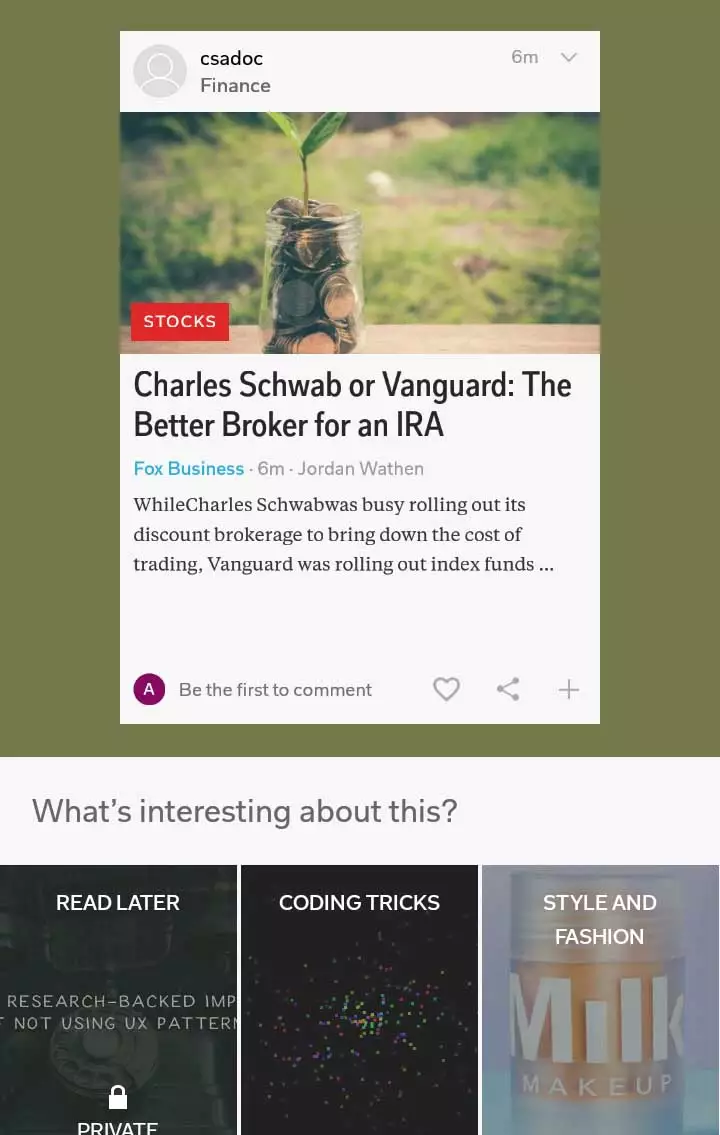 csadoc
6m
Finance
STOCKS
Charles Schwab or Vanguard: The
Better Broker for an IRA
Fox Business · 6m · Jordan Wathen
WhileCharles Schwabwas busy rolling out its
discount brokerage to bring down the cost of
trading, Vanguard was rolling out index funds ...
A
Be the first to comment
What's interesting about this?
READ LATER
RESEARCH-BACKED IMP
NOT USING UX PATTERN
PRIVATE
CODING TRICKS
STYLE AND
FASHION
Milk
MAKEUP